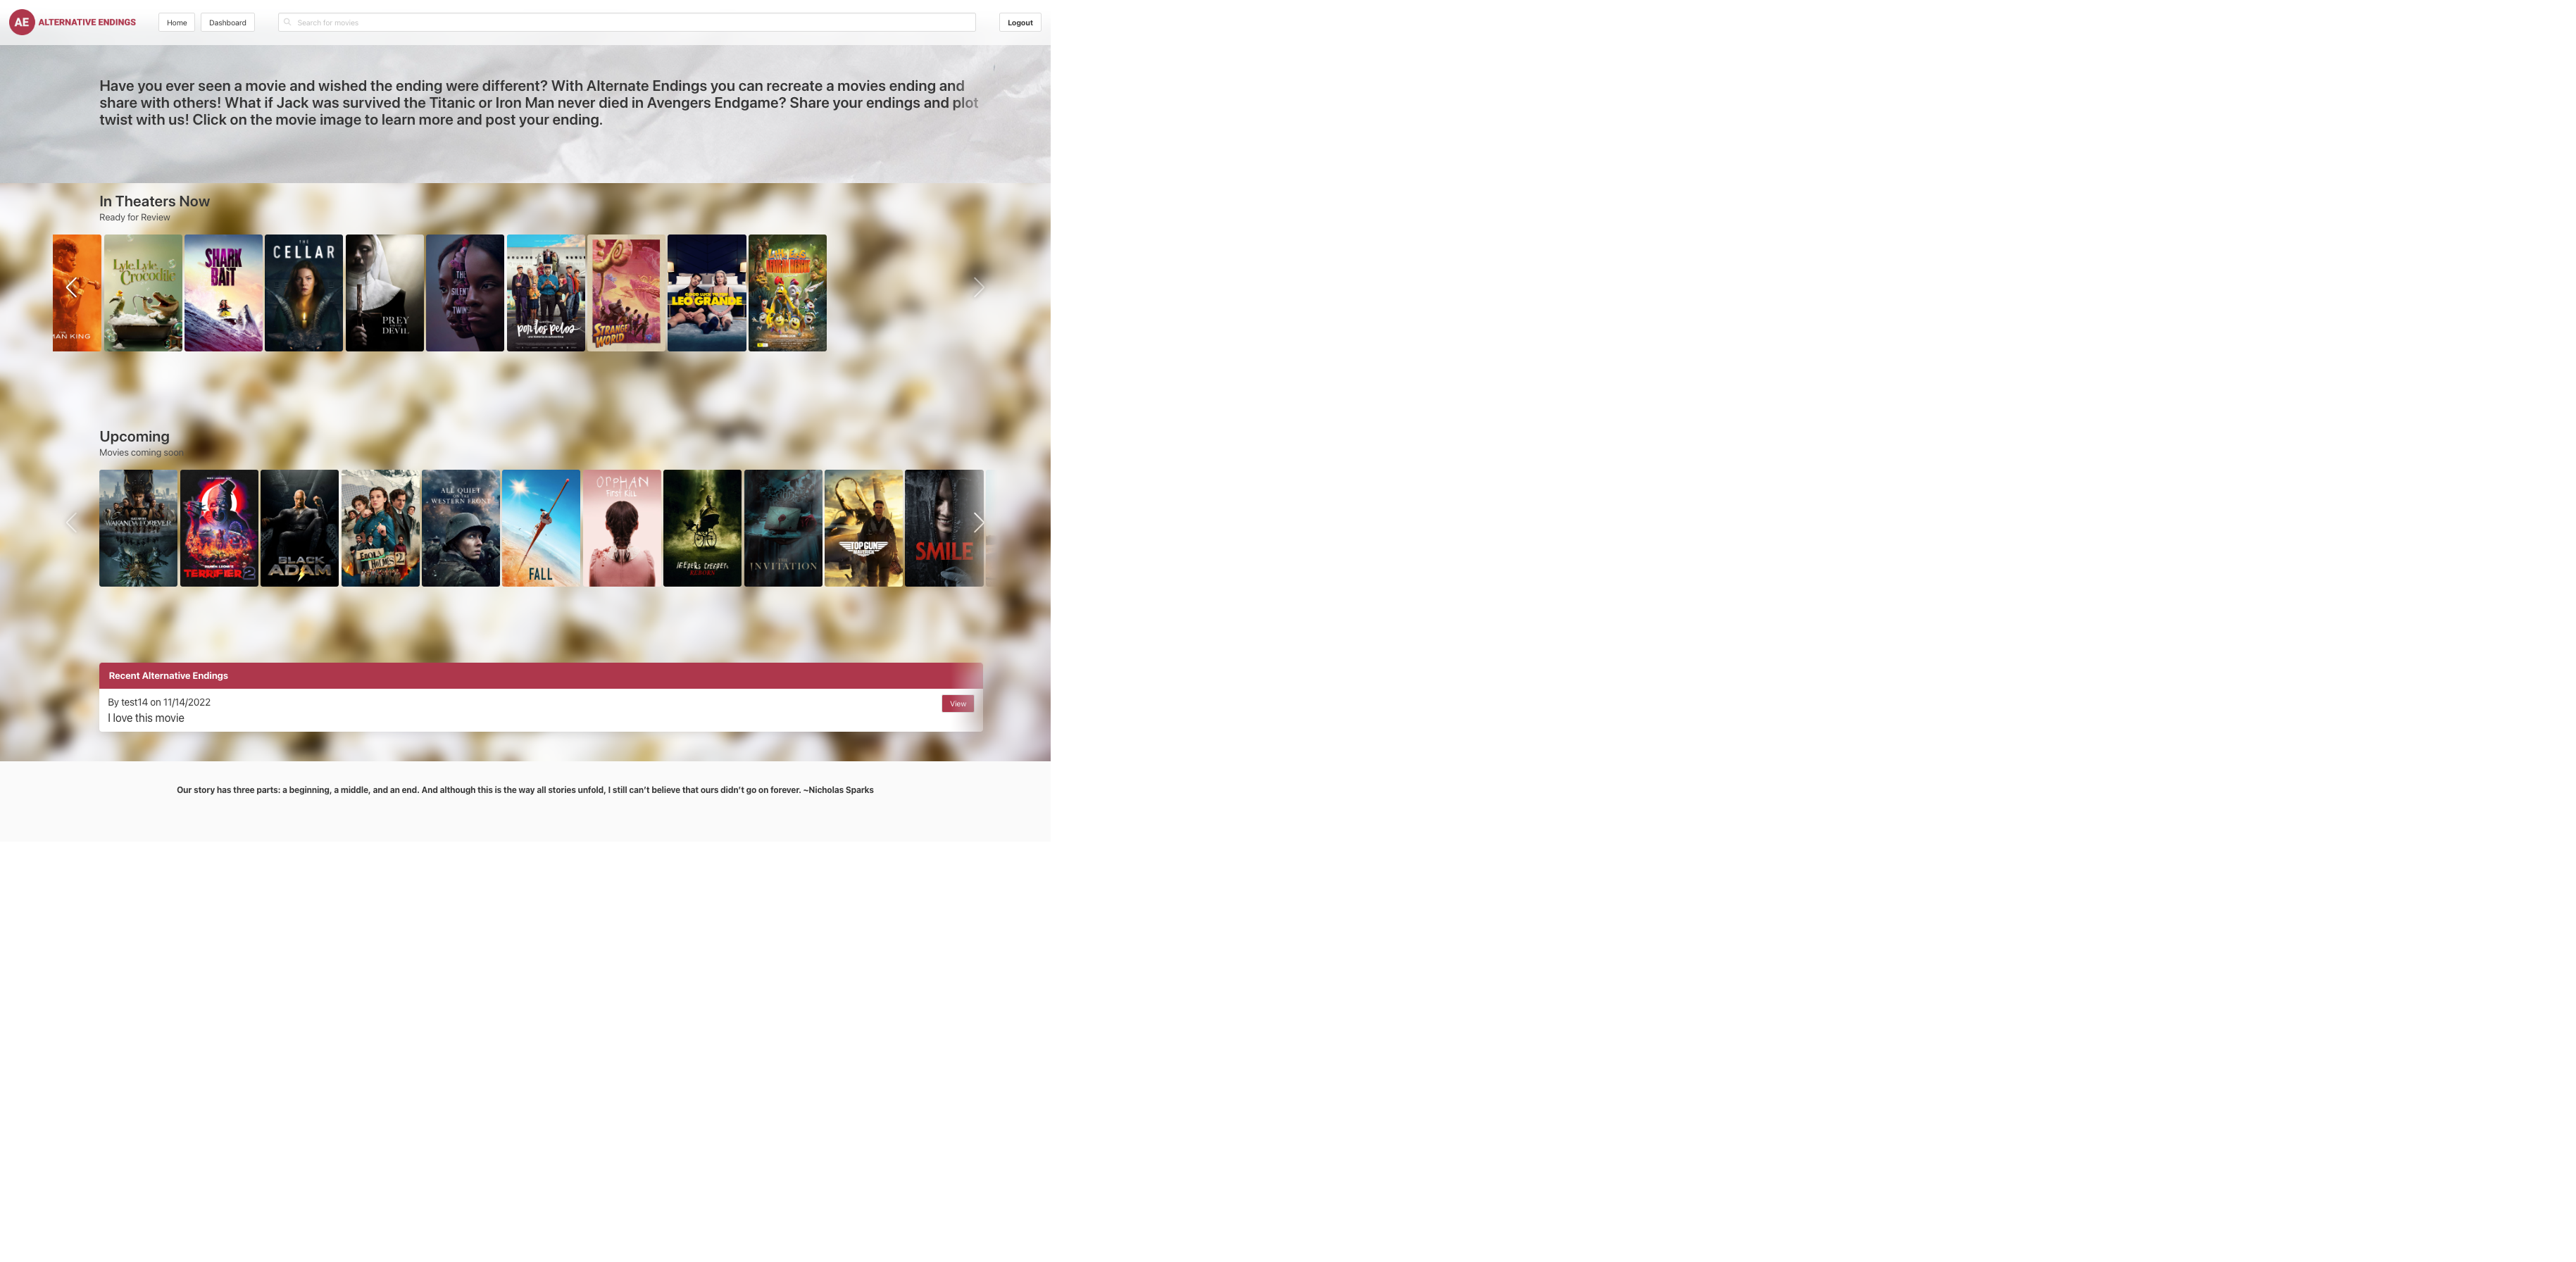 AE ALTERNATIVE ENDINGS
Home
Dashboard
Search for movies
Logout
Have you ever seen a movie and wished the ending were different? With Alternate Endings you can recreate a movies ending and
share with others! What if Jack was survived the Titanic or Iron Man never died in Avengers Endgame? Share your endings and plot
twist with us! Click on the movie image to learn more and post your ending.
In Theaters Now
Ready for Review
MAN KING
Lyle, Lyle, Crocodile
SHARK
BAIT
THE
CELLAR
PREY
DEVIL
THE
SILENT
TWINS
por los pelos
STRANGE
WORLD
LEO GRANDE
Upcoming
Movies coming soon
WAKANDA FOREVER
TERRIFIER 2
BLACK
ADAM
ENOLA
HOLMES 2
ALL QUIET
ON THE
WESTERN FRONT
FALL
ORPHAN
FIRST KILL
JEEPERS CREEPERS
REBORN
INVITATION
TOP GUN
MAVERICK
SMILE
Recent Alternative Endings
By test14 on 11/14/2022
View
I love this movie
Our story has three parts: a beginning, a middle, and an end. And although this is the way all stories unfold, I still can't believe that ours didn't go on forever. ~Nicholas Sparks